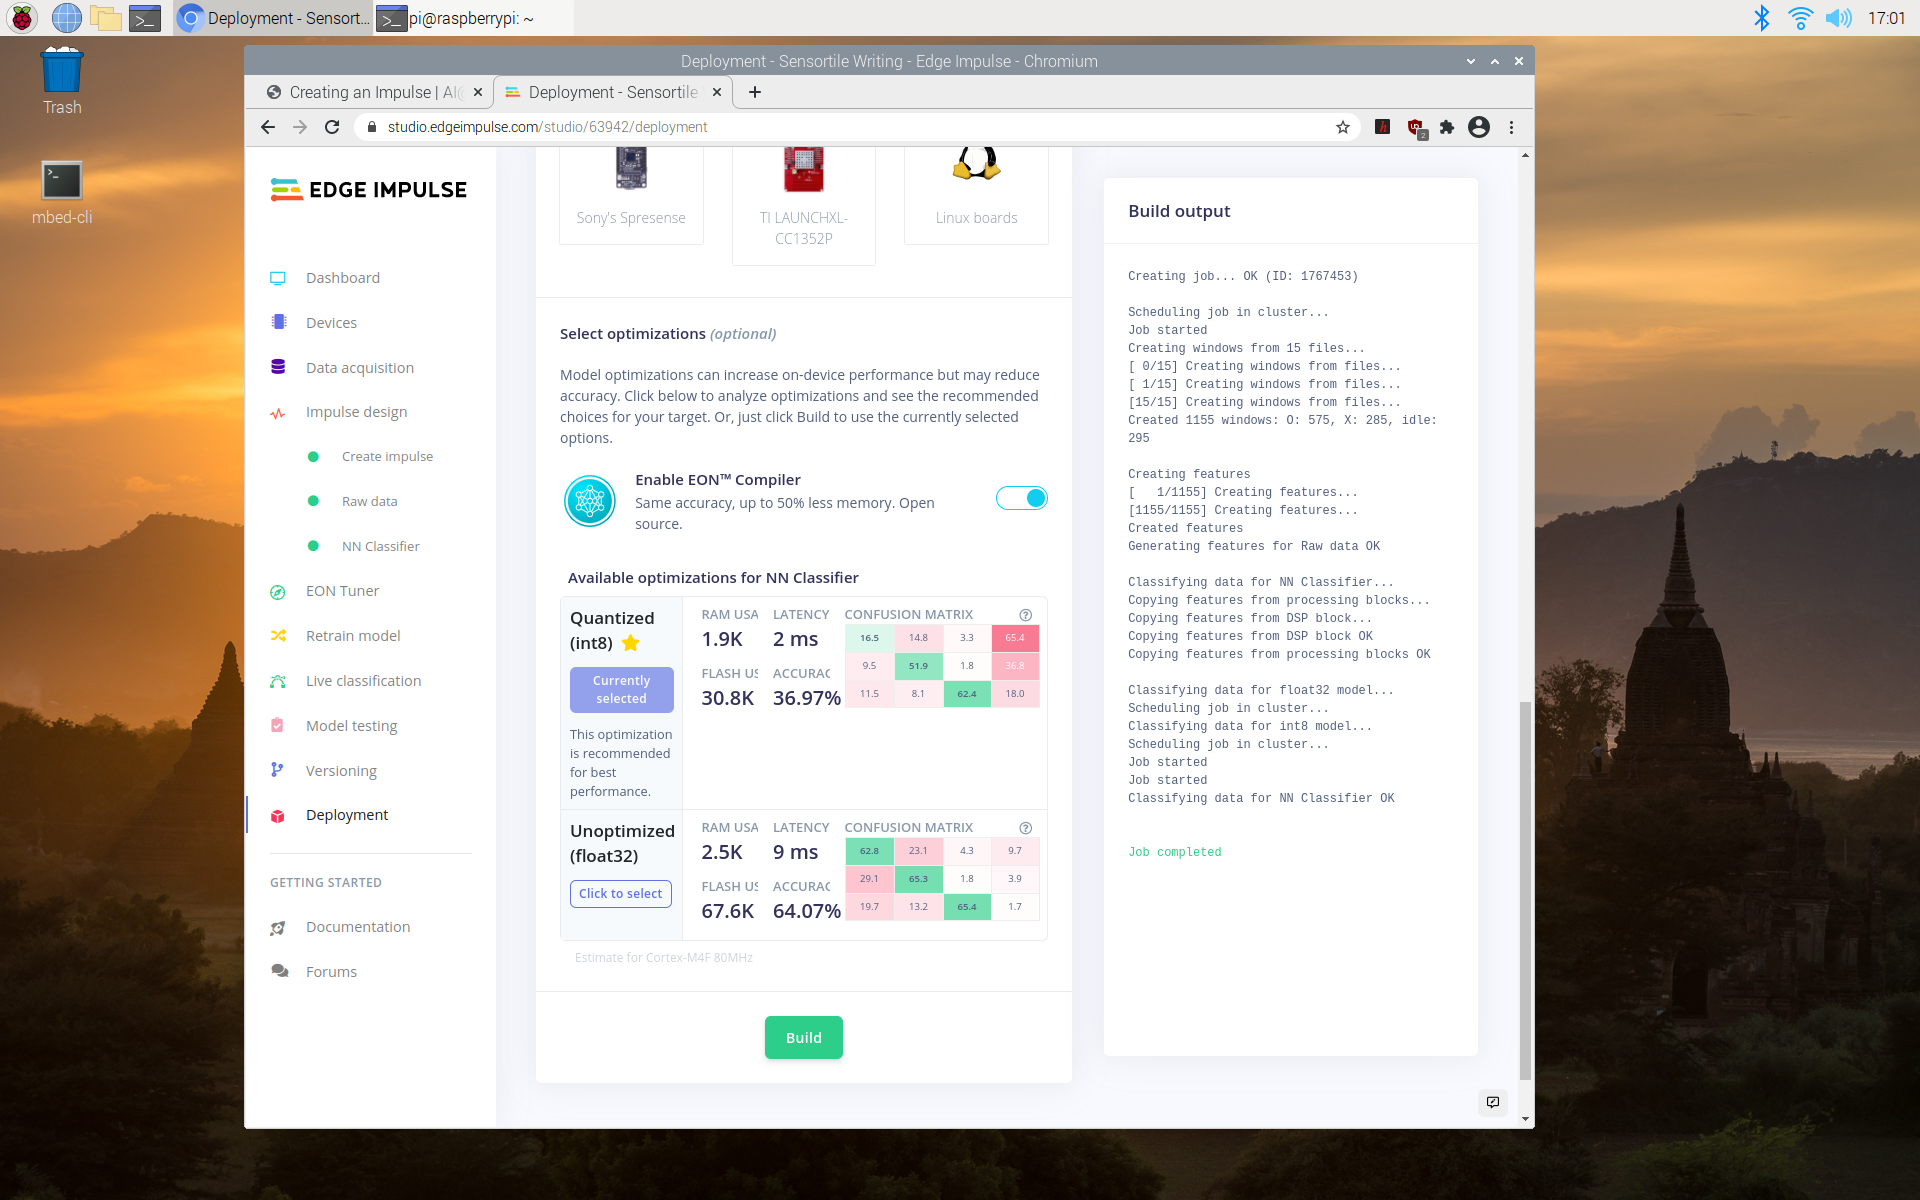 Deployment - Sensort...
pi@raspberrypi: ~
17:01
Trash
mbed-cli
Deployment - Sensortile Writing - Edge Impulse - Chromium
Creating an Impulse | AI@
Deployment - Sensortile
studio.edgeimpulse.com/studio/63942/deployment
2
EDGE IMPULSE
Dashboard
Devices
Data acquisition
Impulse design
Create impulse
Raw data
NN Classifier
EON Tuner
Retrain model
Live classification
Model testing
Versioning
Deployment
GETTING STARTED
Documentation
Forums
Sony's Spresense
TI LAUNCHXL-
CC1352P
Linux boards
Select optimizations (optional)
Model optimizations can increase on-device performance but may reduce
accuracy. Click below to analyze optimizations and see the recommended
choices for your target. Or, just click Build to use the currently selected
options.
Enable EON™ Compiler
Same accuracy, up to 50% less memory. Open
source.
Available optimizations for NN Classifier
Quantized
(int8)
Currently
selected
This optimization
is recommended
for best
performance.
RAM USA LATENCY CONFUSION MATRIX
1.9K 2 ms
FLASH US ACCURAC
30.8K 36.97%
16.5 14.8 3.3 65.4
9.5 51.9 1.8 36.8
11.5 8.1 62.4 18.0
Unoptimized
(float32)
Click to select
RAM USA LATENCY CONFUSION MATRIX
2.5K 9 ms
FLASH US ACCURAC
67.6K 64.07%
62.8 23.1 4.3 9.7
29.1 65.3 1.8 3.9
19.7 13.2 65.4 1.7
Estimate for Cortex-M4F 80MHz
Build
Build output
Creating job... OK (ID: 1767453)
Scheduling job in cluster...
Job started
Creating windows from 15 files...
[ 0/15] Creating windows from files...
[ 1/15] Creating windows from files...
[15/15] Creating windows from files...
Created 1155 windows: O: 575, X: 285, idle:
295
Creating features
[   1/1155] Creating features...
[1155/1155] Creating features...
Created features
Generating features for Raw data OK
Classifying data for NN Classifier...
Copying features from processing blocks...
Copying features from DSP block...
Copying features from DSP block OK
Copying features from processing blocks OK
Classifying data for float32 model...
Scheduling job in cluster...
Classifying data for int8 model...
Scheduling job in cluster...
Job started
Job started
Classifying data for NN Classifier OK
Job completed